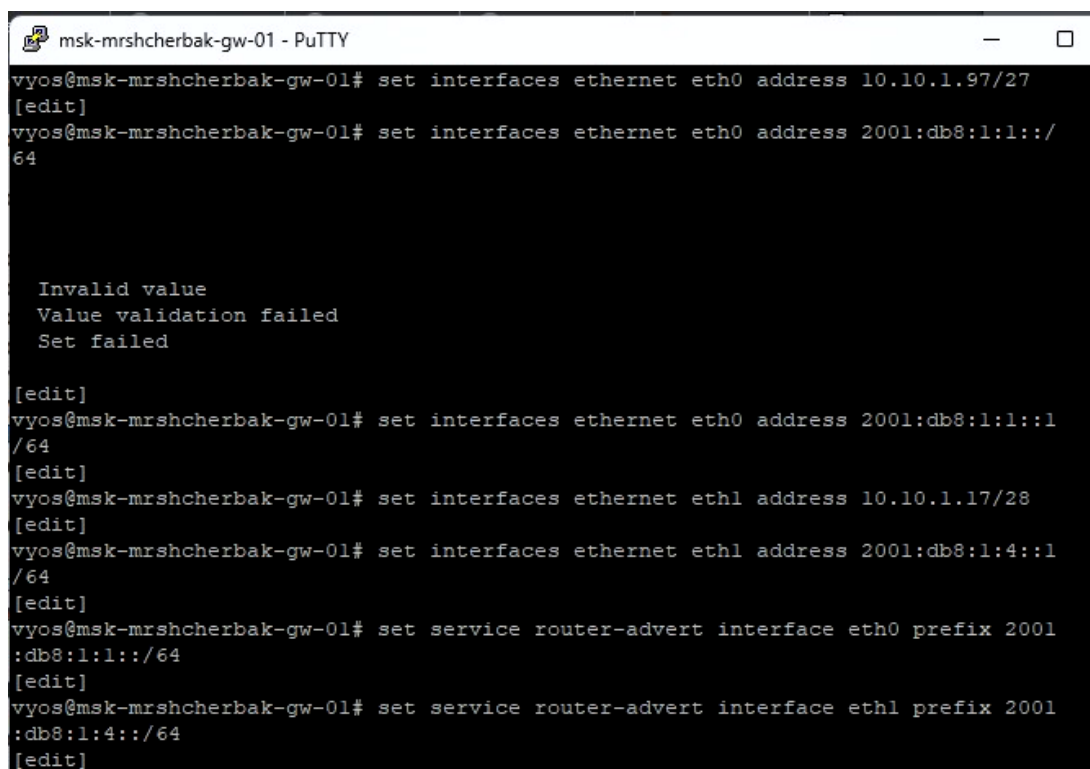 msk-mrshcherbak-gw-01 - PuTTY
vyos@msk-mrshcherbak-gw-01# set interfaces ethernet eth0 address 10.10.1.97/27
[edit]
vyos@msk-mrshcherbak-gw-01# set interfaces ethernet eth0 address 2001:db8:1:1::/
64
Invalid value
Value validation failed
Set failed
[edit]
vyos@msk-mrshcherbak-gw-01# set interfaces ethernet eth0 address 2001:db8:1:1::1
/64
[edit]
vyos@msk-mrshcherbak-gw-01# set interfaces ethernet eth1 address 10.10.1.17/28
[edit]
vyos@msk-mrshcherbak-gw-01# set interfaces ethernet eth1 address 2001:db8:1:4::1
/64
[edit]
vyos@msk-mrshcherbak-gw-01# set service router-advert interface eth0 prefix 2001
:db8:1:1::/64
[edit]
vyos@msk-mrshcherbak-gw-01# set service router-advert interface eth1 prefix 2001
:db8:1:4::/64
[edit]